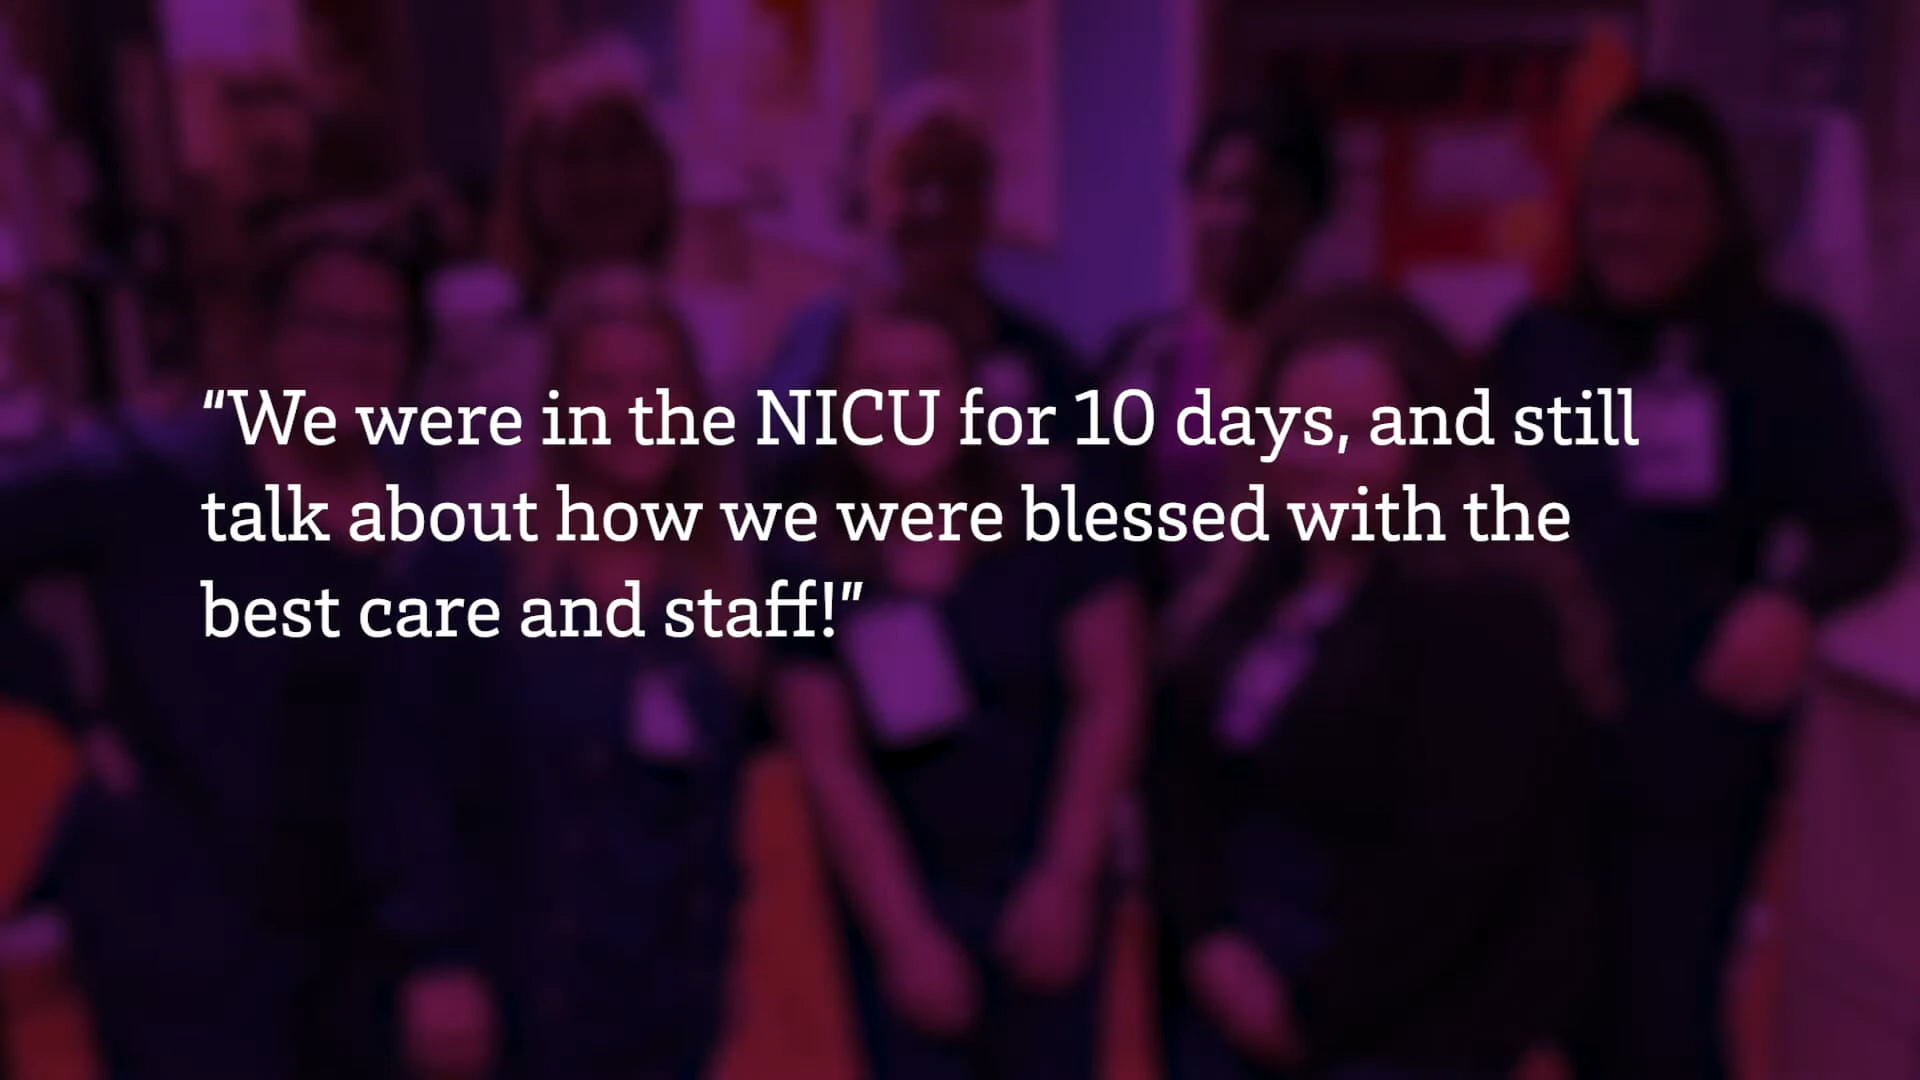 “We were in the NICU for 10 days, and still
talk about how we were blessed with the
best care and staff!”